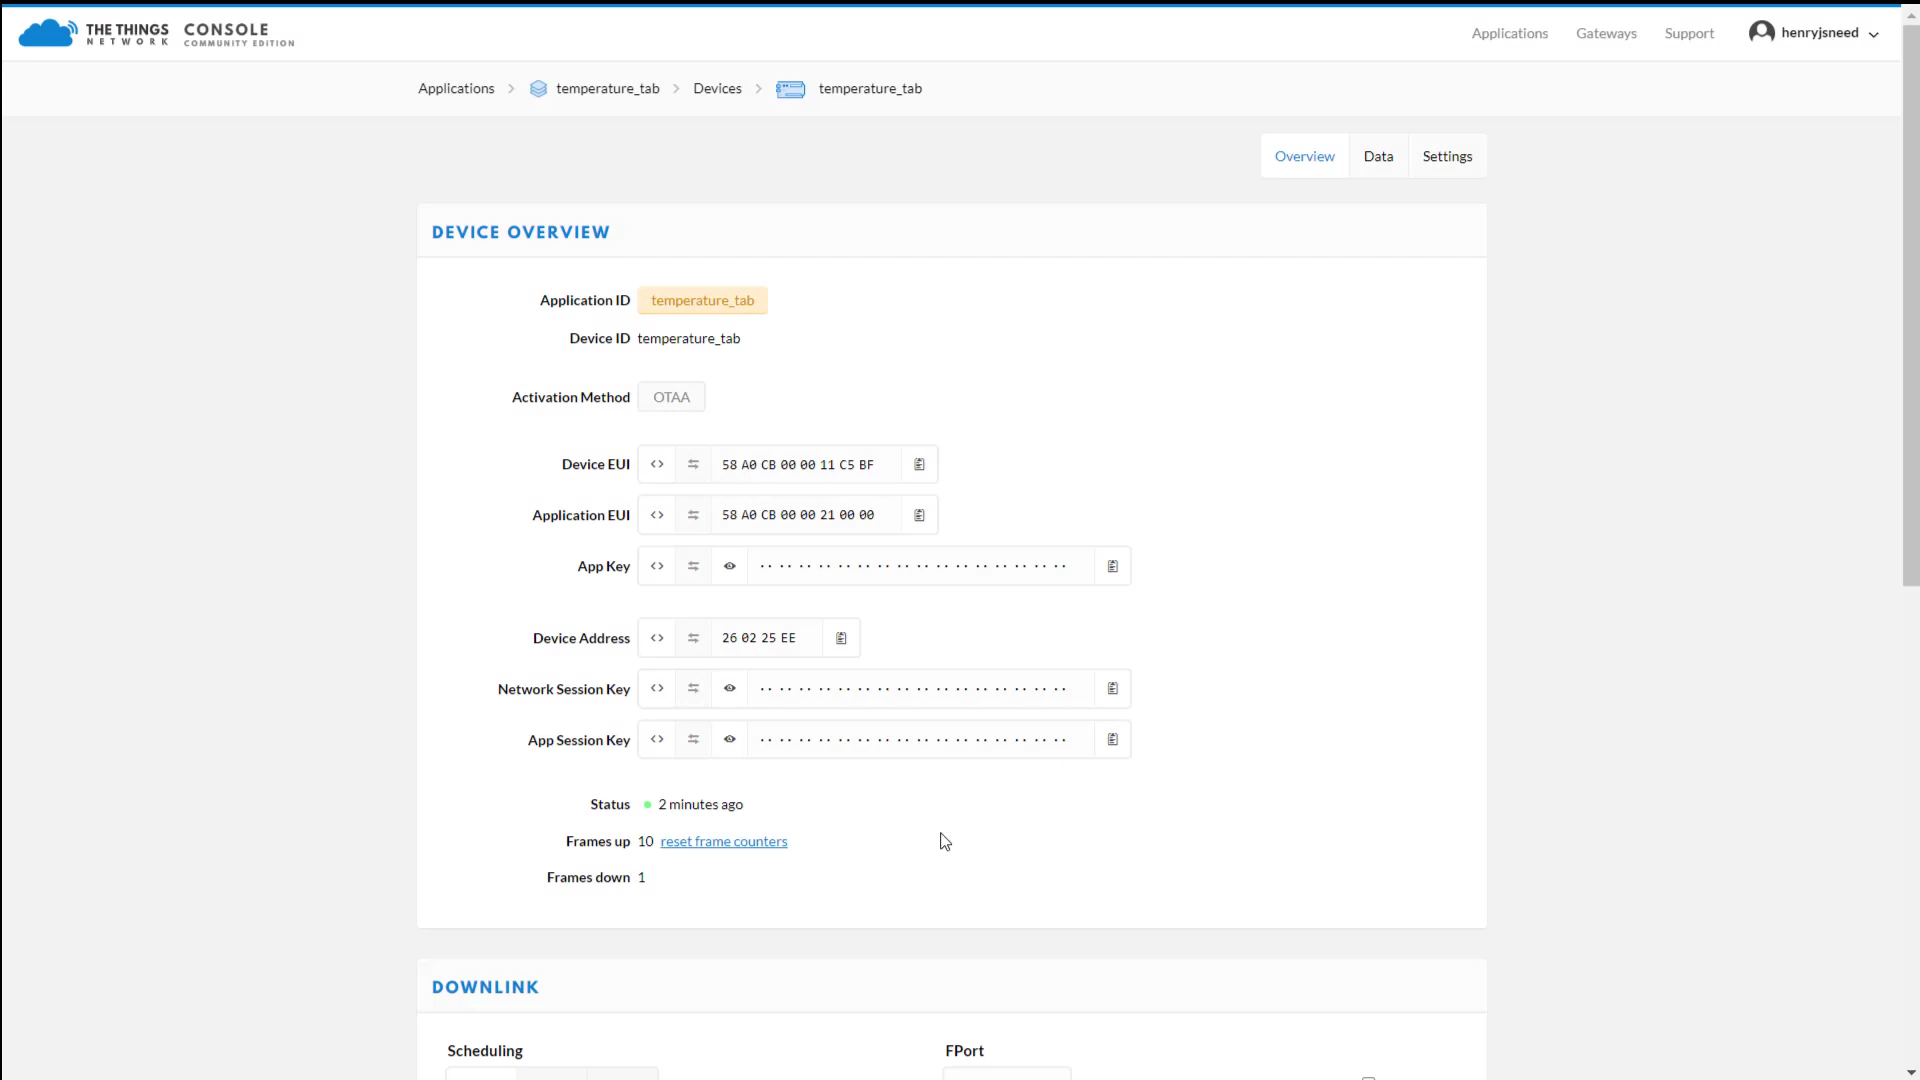 THE THINGS NETWORK CONSOLE COMMUNITY EDITION
Applications Gateways Support henryjsneed
Applications > temperature_tab > Devices > temperature_tab
Overview Data Settings
DEVICE OVERVIEW
Application ID temperature_tab
Device ID temperature_tab
Activation Method OTAA
Device EUI <> 58 A0 CB 00 00 11 C5 BF
Application EUI <> 58 A0 CB 00 00 21 00 00
App Key <>
Device Address <> 26 02 25 EE
Network Session Key <>
App Session Key <>
Status 2 minutes ago
Frames up 10 reset frame counters
Frames down 1
DOWNLINK
Scheduling FPort